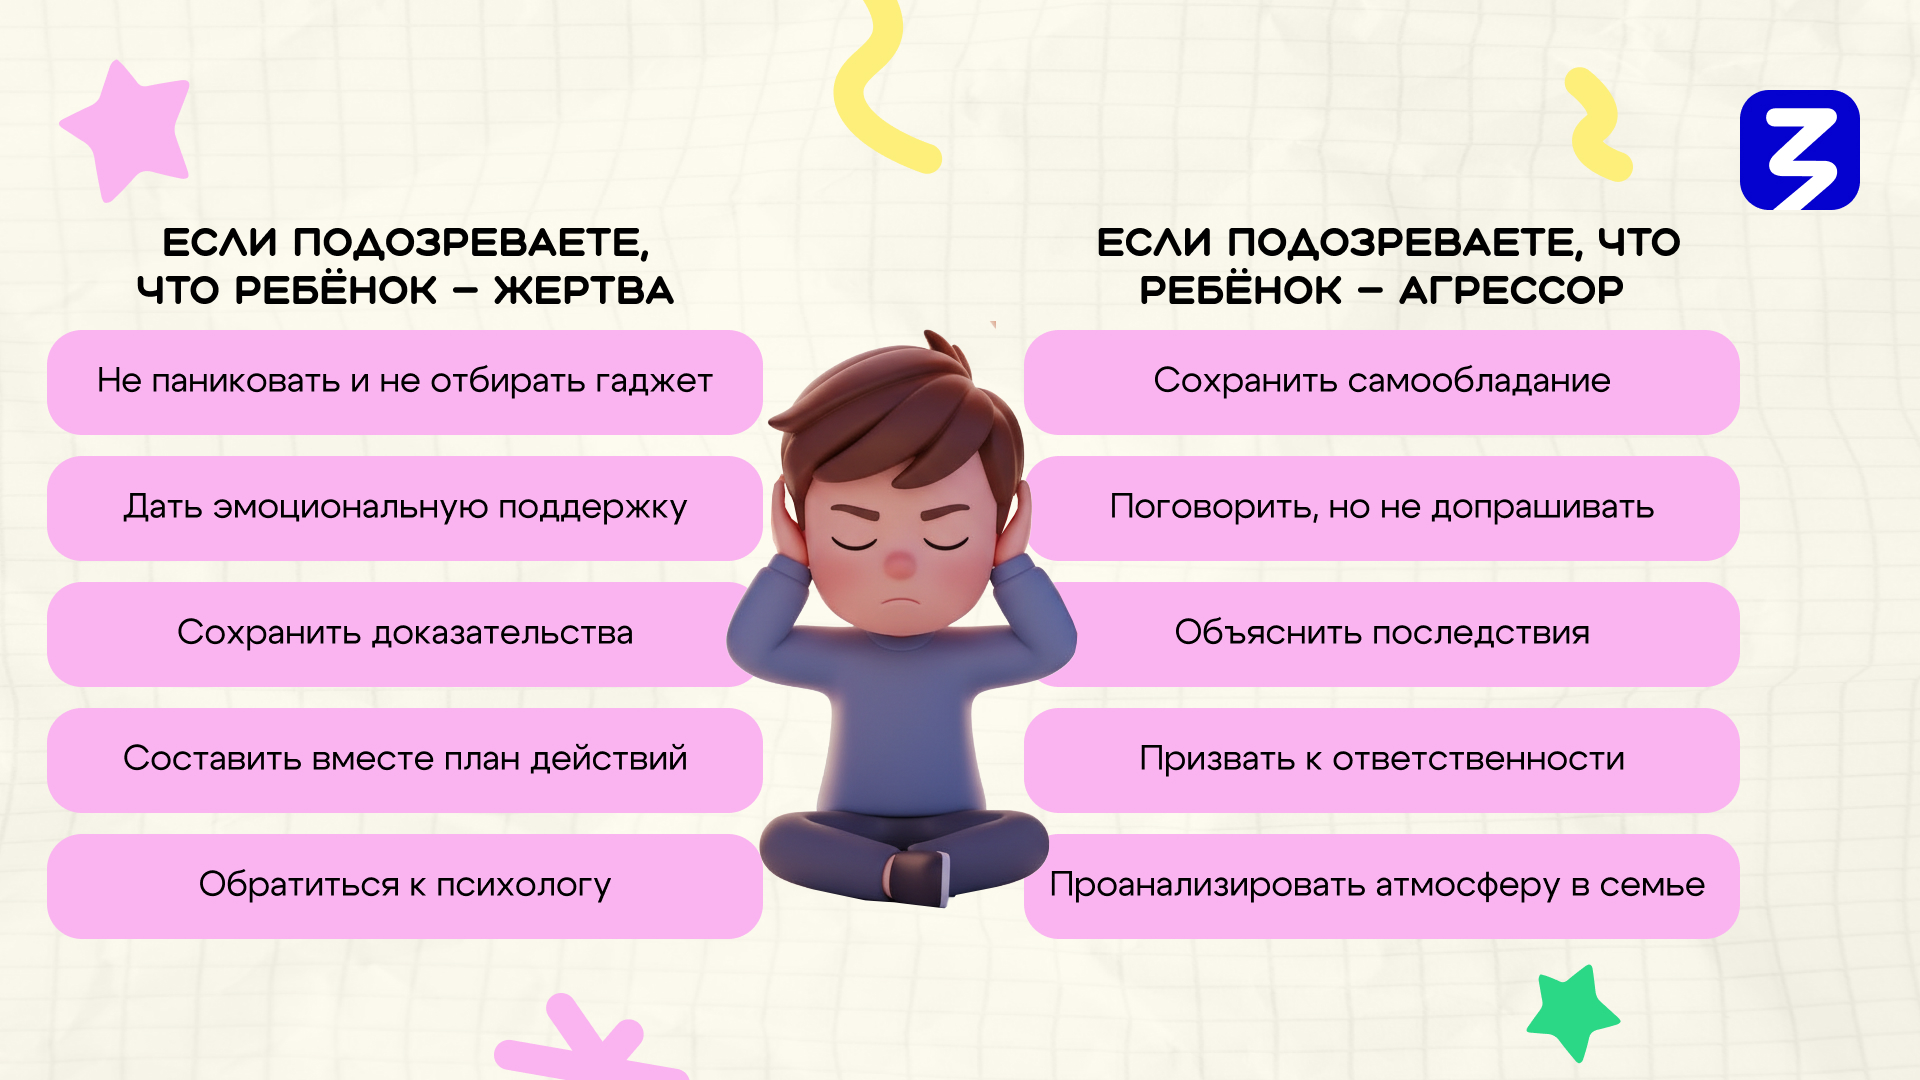 ЕСЛИ ПОДОЗРЕВАЕТЕ,
ЧТО РЕБЁНОК – ЖЕРТВА
Не паниковать и не отбирать гаджет
Дать эмоциональную поддержку
Сохранить доказательства
Составить вместе план действий
Обратиться к психологу
ЕСЛИ ПОДОЗРЕВАЕТЕ, ЧТО
РЕБЁНОК – АГРЕССОР
Сохранить самообладание
Поговорить, но не допрашивать
Объяснить последствия
Призвать к ответственности
Проанализировать атмосферу в семье